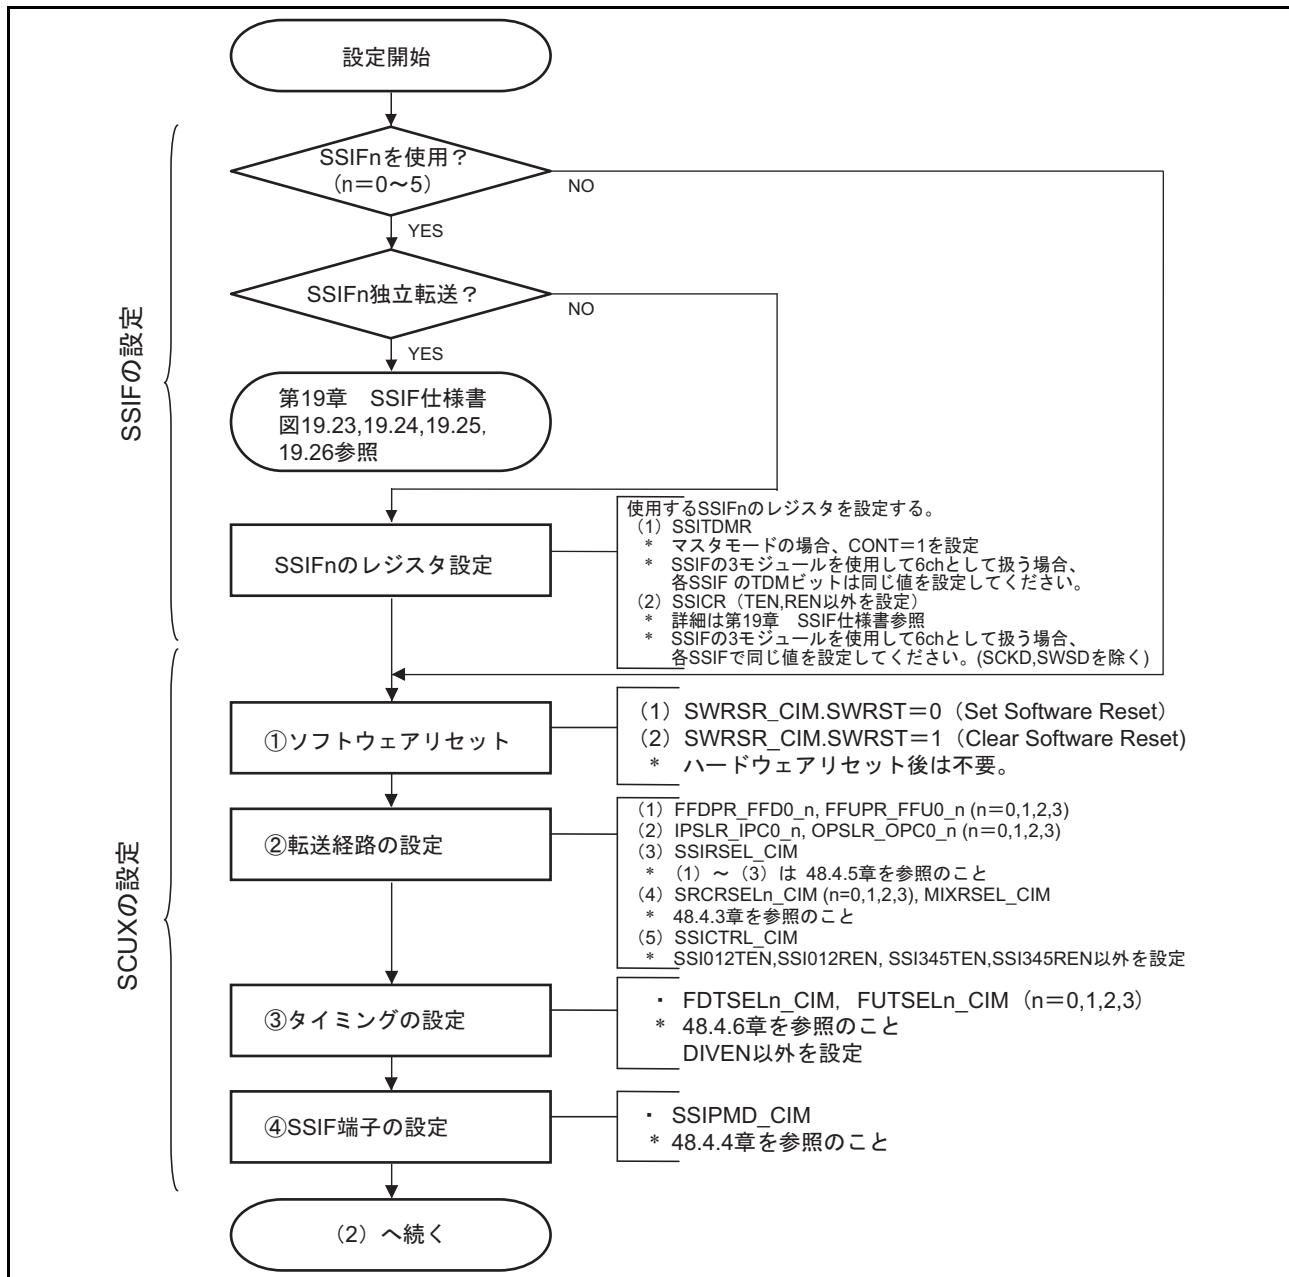 設定開始
SSIFnを使用？
（n＝0～5）
NO
YES
SSIFn独立転送？
NO
YES
第19章　SSIF仕様書
図19.23,19.24,19.25,
19.26参照
SSIFの設定
SSIFnのレジスタ設定
使用するSSIFnのレジスタを設定する。
（1）SSITDMR
*　マスタモードの場合、CONT＝1を設定
*　SSIFの3モジュールを使用して6chとして扱う場合、
各SSIF のTDMビットは同じ値を設定してください。
（2）SSICR（TEN,REN以外を設定）
*　詳細は第19章　SSIF仕様書参照
*　SSIFの3モジュールを使用して6chとして扱う場合、
各SSIFで同じ値を設定してください。(SCKD,SWSDを除く)
SCUXの設定
①ソフトウェアリセット
（1）SWRSR_CIM.SWRST＝0（Set Software Reset）
（2）SWRSR_CIM.SWRST＝1（Clear Software Reset)
*　ハードウェアリセット後は不要。
②転送経路の設定
（1）FFDPR_FFD0_n, FFUPR_FFU0_n (n＝0,1,2,3)
（2）IPSLR_IPC0_n, OPSLR_OPC0_n (n＝0,1,2,3)
（3）SSIRSEL_CIM
*　（1）～（3）は 48.4.5章を参照のこと
（4）SRCRSELn_CIM (n=0,1,2,3), MIXRSEL_CIM
*　48.4.3章を参照のこと
（5）SSICTRL_CIM
*　SSI012TEN,SSI012REN, SSI345TEN,SSI345REN以外を設定
③タイミングの設定
・ FDTSELn_CIM,　FUTSELn_CIM（n＝0,1,2,3）
*　48.4.6章を参照のこと
DIVEN以外を設定
④SSIF端子の設定
・ SSIPMD_CIM
*　48.4.4章を参照のこと
（2）へ続く